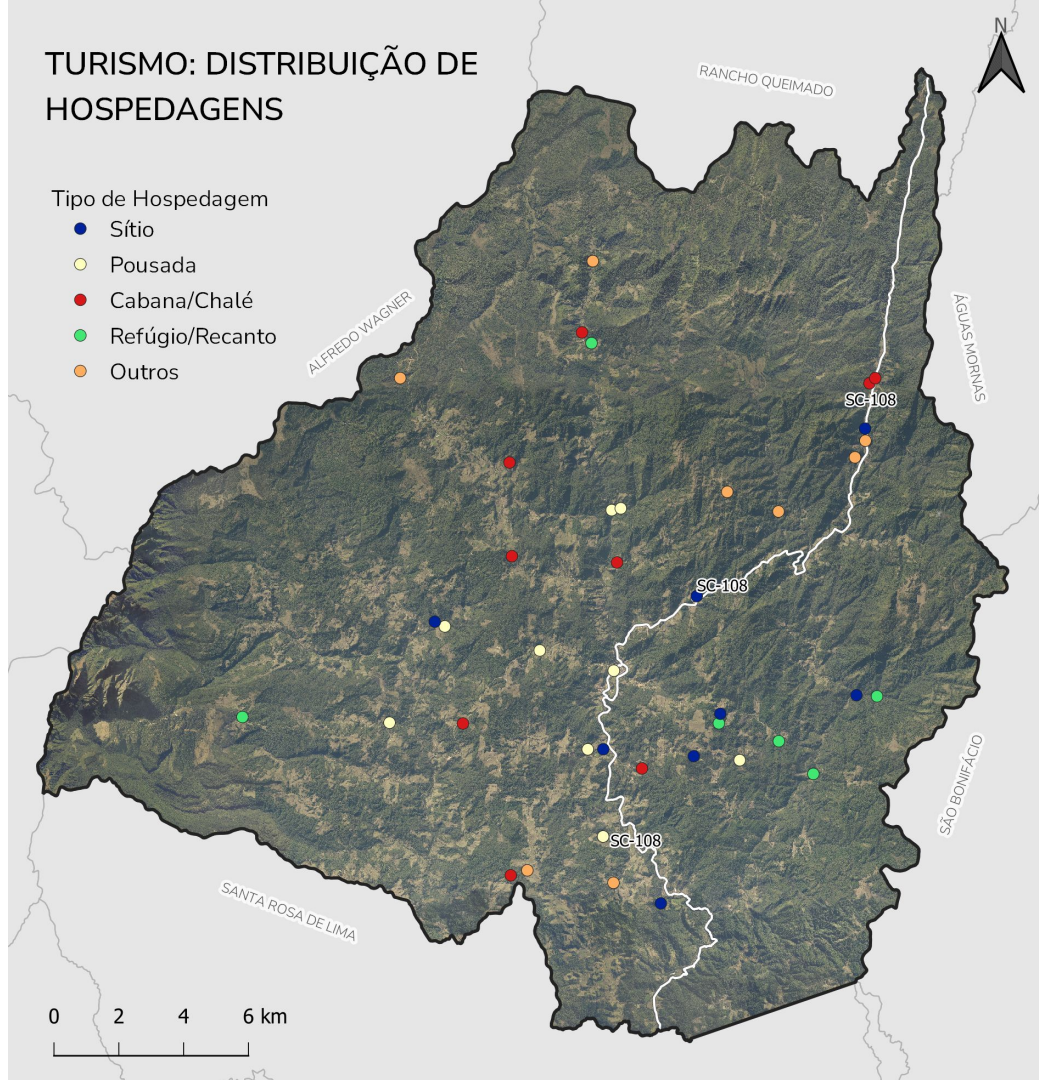 TURISMO: DISTRIBUIÇÃO DE
HOSPEDAGENS
N
RANCHO QUEIMADO
Tipo de Hospedagem
Sítio
Pousada
Cabana/Chalé
Refúgio/Recanto
Outros
ALFREDO WAGNER
ÁGUAS MORNAS
SC-108
SC-108
SÃO BONIFÁCIO
SC-108
SANTA ROSA DE LIMA
0 2 4 6 km